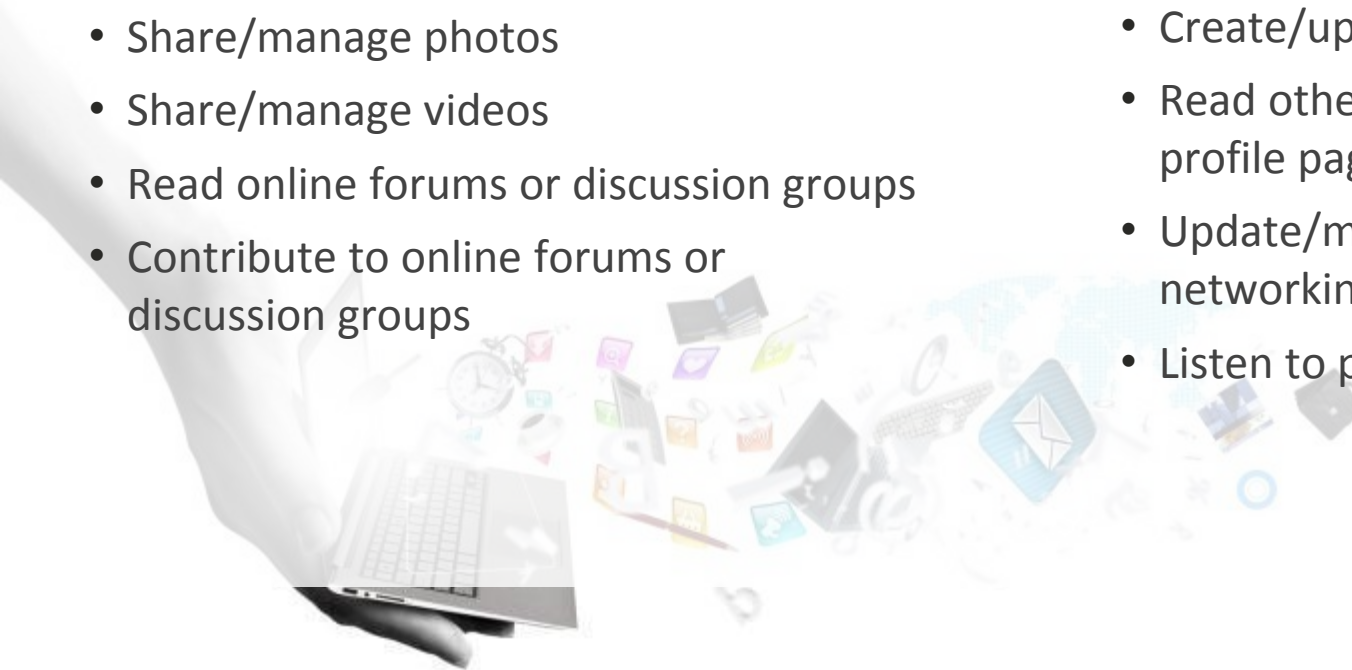 • Share/manage photos
• Share/manage videos
• Read online forums or discussion groups
• Contribute to online forums or
discussion groups
• Create/up
• Read othe
profile pag
• Update/m
networkin
• Listen to p